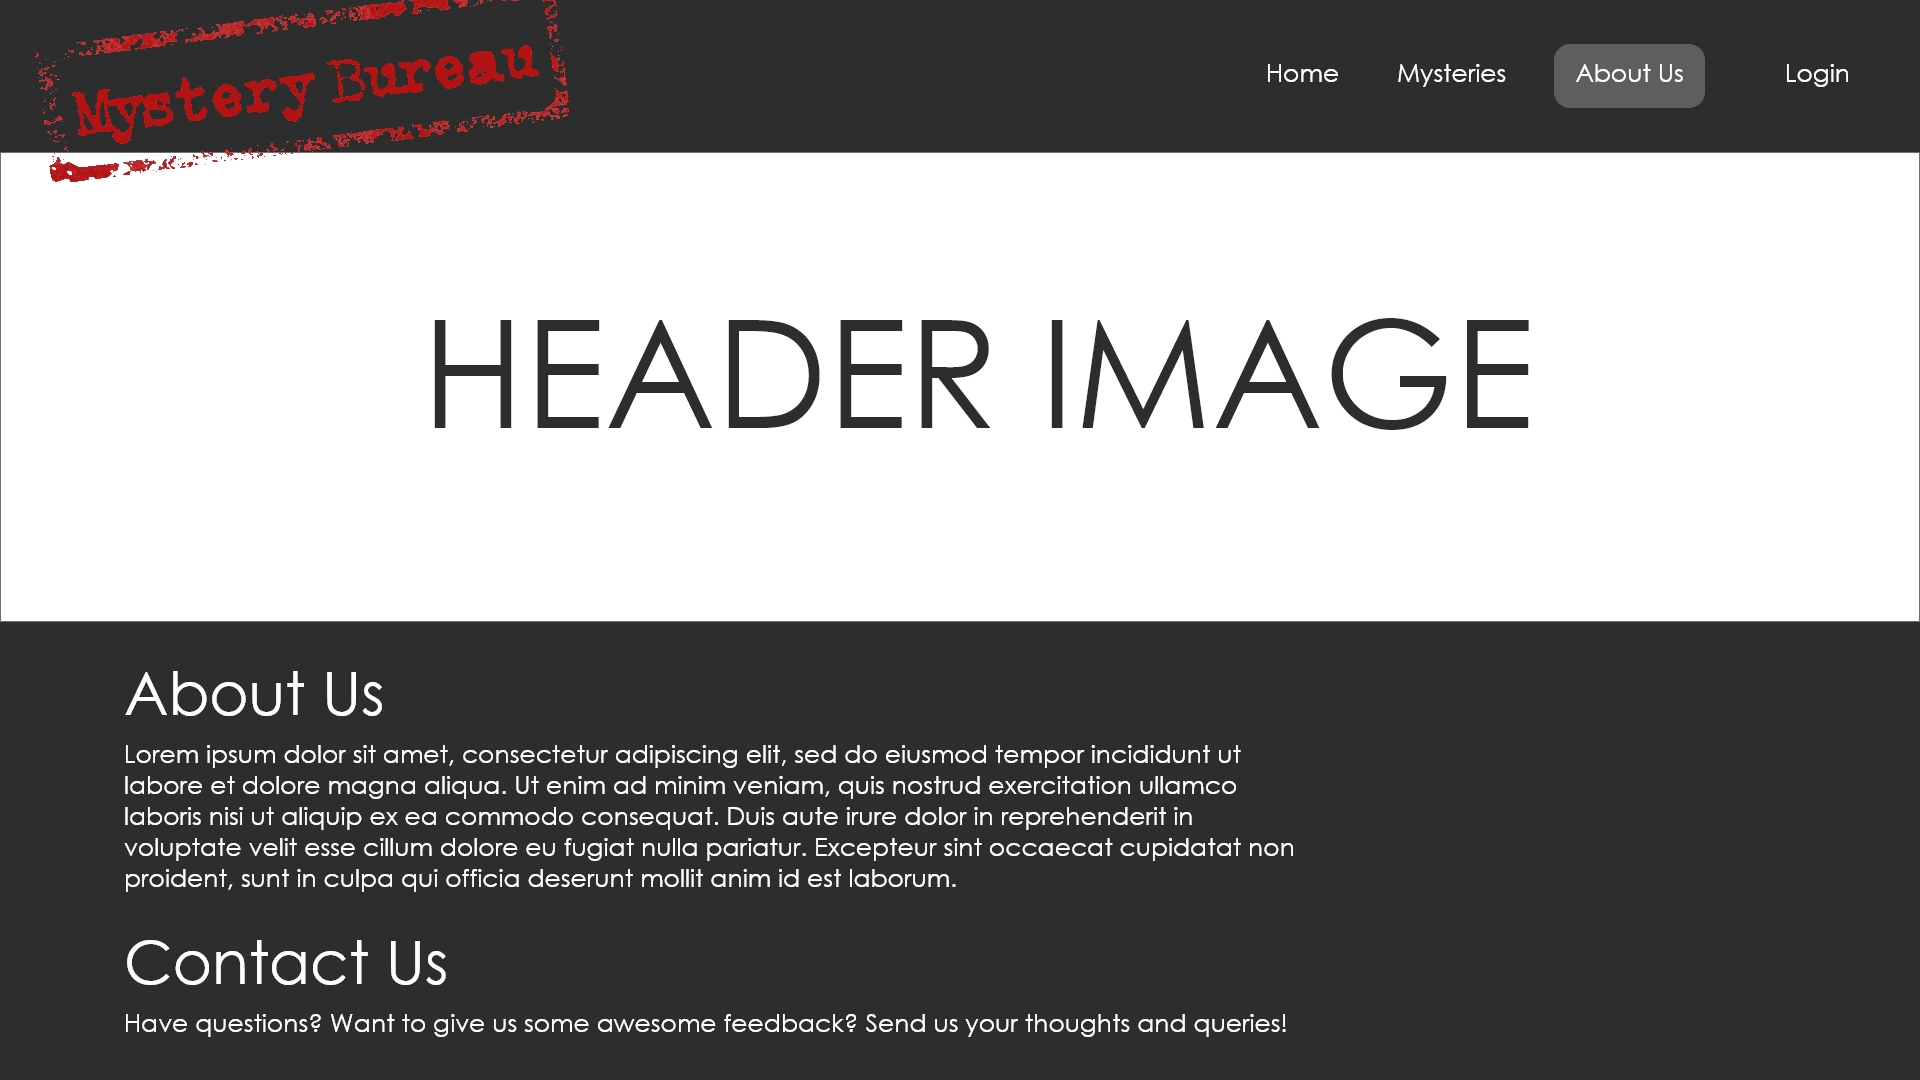 Mystery Bureau
Home Mysteries About Us Login
HEADER IMAGE
About Us
Lorem ipsum dolor sit amet, consectetur adipiscing elit, sed do eiusmod tempor incididunt ut
labore et dolore magna aliqua. Ut enim ad minim veniam, quis nostrud exercitation ullamco
laboris nisi ut aliquip ex ea commodo consequat. Duis aute irure dolor in reprehenderit in
voluptate velit esse cillum dolore eu fugiat nulla pariatur. Excepteur sint occaecat cupidatat non
proident, sunt in culpa qui officia deserunt mollit anim id est laborum.
Contact Us
Have questions? Want to give us some awesome feedback? Send us your thoughts and queries!